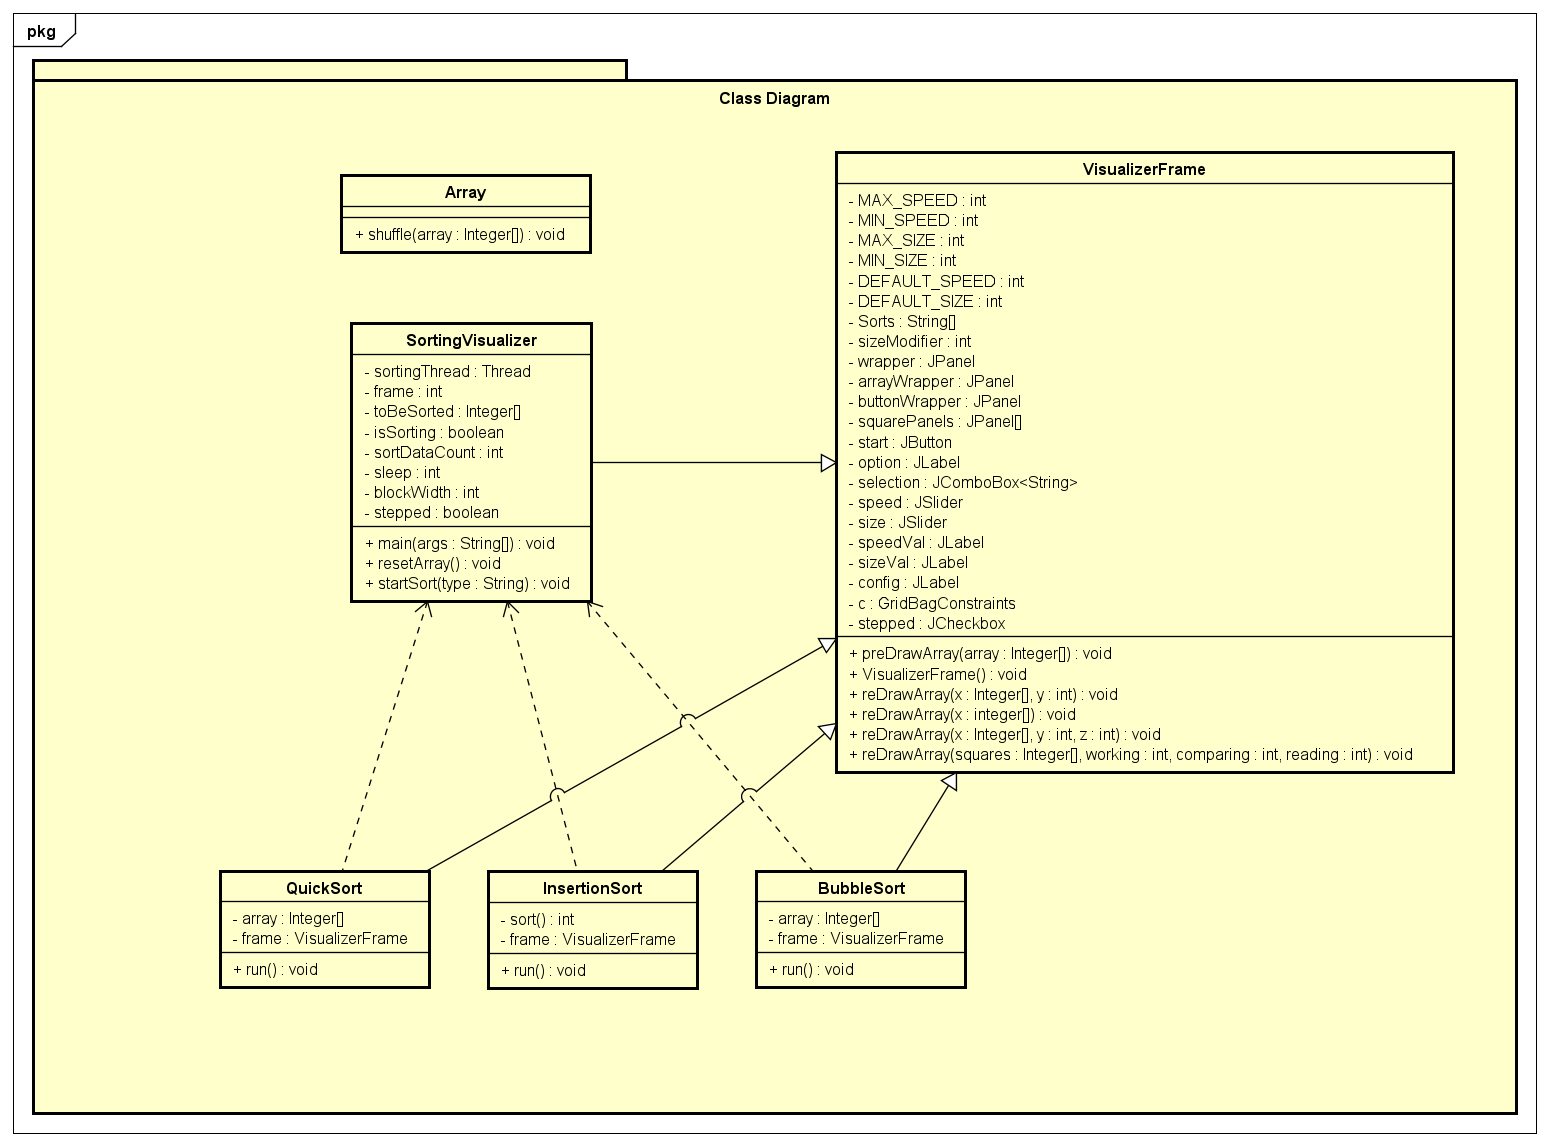 pkg
Class Diagram
Array
+ shuffle(array : Integer[]) : void
SortingVisualizer
- sortingThread : Thread
- frame : int
- toBeSorted : Integer[]
- isSorting : boolean
- sortDataCount : int
- sleep : int
- blockWidth : int
- stepped : boolean
+ main(args : String[]) : void
+ resetArray() : void
+ startSort(type : String) : void
VisualizerFrame
- MAX_SPEED : int
- MIN_SPEED : int
- MAX_SIZE : int
- MIN_SIZE : int
- DEFAULT_SPEED : int
- DEFAULT_SIZE : int
- Sorts : String[]
- sizeModifier : int
- wrapper : JPanel
- arrayWrapper : JPanel
- buttonWrapper : JPanel
- squarePanels : JPanel[]
- start : JButton
- option : JLabel
- selection : JComboBox<String>
- speed : JSlider
- size : JSlider
- speedVal : JLabel
- sizeVal : JLabel
- config : JLabel
- c : GridBagConstraints
- stepped : JCheckbox
+ preDrawArray(array : Integer[]) : void
+ VisualizerFrame() : void
+ reDrawArray(x : Integer[], y : int) : void
+ reDrawArray(x : integer[]) : void
+ reDrawArray(x : Integer[], y : int, z : int) : void
+ reDrawArray(squares : Integer[], working : int, comparing : int, reading : int) : void
QuickSort
- array : Integer[]
- frame : VisualizerFrame
+ run() : void
InsertionSort
- sort() : int
- frame : VisualizerFrame
+ run() : void
BubbleSort
- array : Integer[]
- frame : VisualizerFrame
+ run() : void